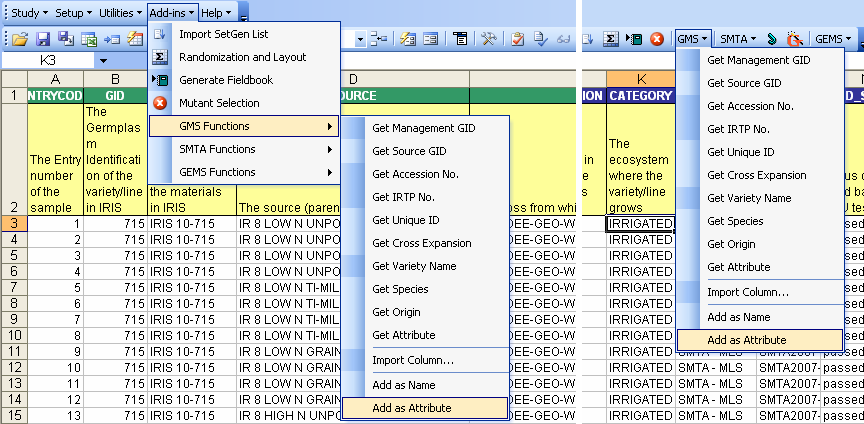 Study Setup Utilities Add-ins Help
GMS SMTA GEMS
K3
Import SetGen List
Randomization and Layout
Generate Fieldbook
Mutant Selection
GMS Functions
SMTA Functions
GEMS Functions
Get Management GID
Get Source GID
Get Accession No.
Get IRTP No.
Get Unique ID
Get Cross Expansion
Get Variety Name
Get Species
Get Origin
Get Attribute
Import Column...
Add as Name
Add as Attribute
Get Management GID
Get Source GID
Get Accession No.
Get IRTP No.
Get Unique ID
Get Cross Expansion
Get Variety Name
Get Species
Get Origin
Get Attribute
Import Column...
Add as Name
Add as Attribute
A B D K
1 NTRYCOD GID OURCE ION CATEGORY D_S
The Entry
number
of the
sample
The
Germplas
m
Identificati
on of the
variety/line
in IRIS
the materials
in IRIS
The source (paren
oss from whi
in
s
The
ecosystem
where the
variety/line
grows
2
3 1 715 IRIS 10-715 IR 8 LOW N UNPO DEE-GEO-W IRRIGATED
4 2 715 IRIS 10-715 IR 8 LOW N UNPO DEE-GEO-W IRRIGATED
5 3 715 IRIS 10-715 IR 8 LOW N UNPO DEE-GEO-W IRRIGATED
6 4 715 IRIS 10-715 IR 8 LOW N UNPO DEE-GEO-W IRRIGATED
7 5 715 IRIS 10-715 IR 8 LOW N TI-MIL DEE-GEO-W IRRIGATED
8 6 715 IRIS 10-715 IR 8 LOW N TI-MIL DEE-GEO-W IRRIGATED
9 7 715 IRIS 10-715 IR 8 LOW N TI-MIL DEE-GEO-W IRRIGATED
10 8 715 IRIS 10-715 IR 8 LOW N TI-MIL DEE-GEO-W IRRIGATED
11 9 715 IRIS 10-715 IR 8 LOW N GRAIN DEE-GEO-W IRRIGATED SMTA - MLS SMTA2007- passed
12 10 715 IRIS 10-715 IR 8 LOW N GRAIN DEE-GEO-W IRRIGATED SMTA - MLS SMTA2007- passed
13 11 715 IRIS 10-715 IR 8 LOW N GRAIN DEE-GEO-W IRRIGATED SMTA - MLS SMTA2007- passed
14 12 715 IRIS 10-715 IR 8 LOW N GRAIN DEE-GEO-W IRRIGATED SMTA - MLS SMTA2007- passed
15 13 715 IRIS 10-715 IR 8 HIGH N UNPO DEE-GEO-W IRRIGATED SMTA - MLS SMTA2007- passed